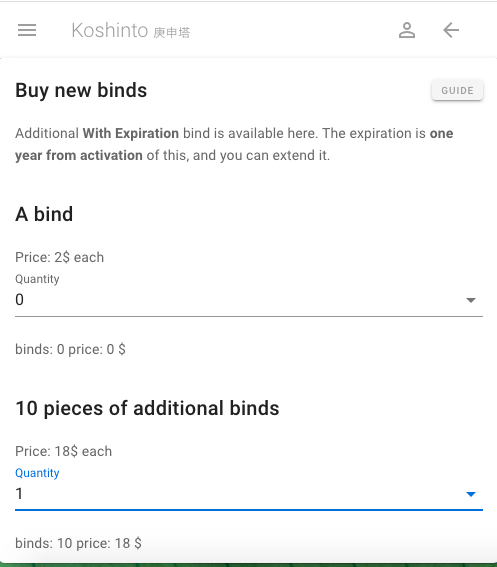 Koshinto 庚申塔
Buy new binds
GUIDE
Additional With Expiration bind is available here. The expiration is one
year from activation of this, and you can extend it.
A bind
Price: 2$ each
Quantity
0
binds: 0 price: 0 $
10 pieces of additional binds
Price: 18$ each
Quantity
1
binds: 10 price: 18 $